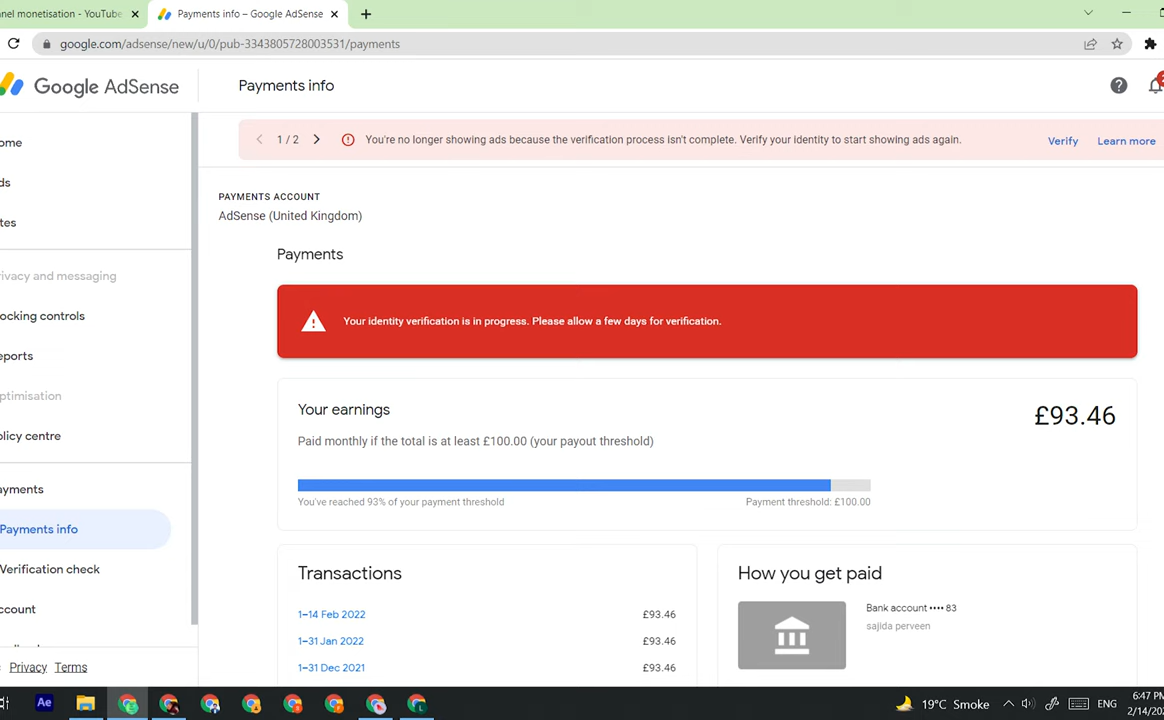 nel monetisation - YouTube
Payments info – Google AdSense
google.com/adsense/new/u/0/pub-3343805728003531/payments
Google AdSense
Payments info
1 / 2
You're no longer showing ads because the verification process isn't complete. Verify your identity to start showing ads again.
Verify
Learn more
ome
ds
tes
rivacy and messaging
ocking controls
eports
ptimisation
olicy centre
ayments
Payments info
Verification check
ccount
Privacy
Terms
PAYMENTS ACCOUNT
AdSense (United Kingdom)
Payments
Your identity verification is in progress. Please allow a few days for verification.
Your earnings
£93.46
Paid monthly if the total is at least £100.00 (your payout threshold)
You've reached 93% of your payment threshold
Payment threshold: £100.00
Transactions
1–14 Feb 2022 £93.46
1–31 Jan 2022 £93.46
1–31 Dec 2021 £93.46
How you get paid
Bank account •••• 83
sajida perveen
Ae
19°C Smoke
ENG
6:47 P
2/14/20